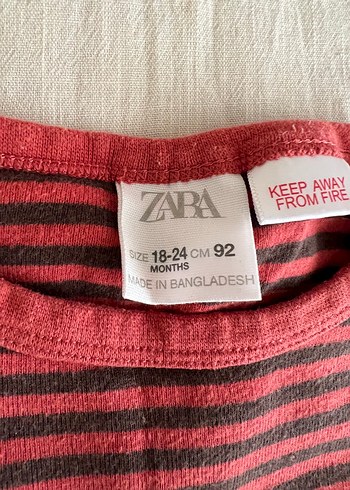 ZARA
SIZE 18-24 CM 92
MONTHS
MADE IN BANGLADESH
KEEP AWAY
FROM FIRE